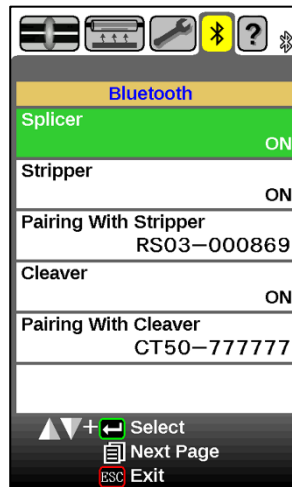 ?
Bluetooth
Splicer
ON
Stripper
ON
Pairing With Stripper
RS03-000869
Cleaver
ON
Pairing With Cleaver
CT50-777777
+ Select
Next Page
ESC Exit